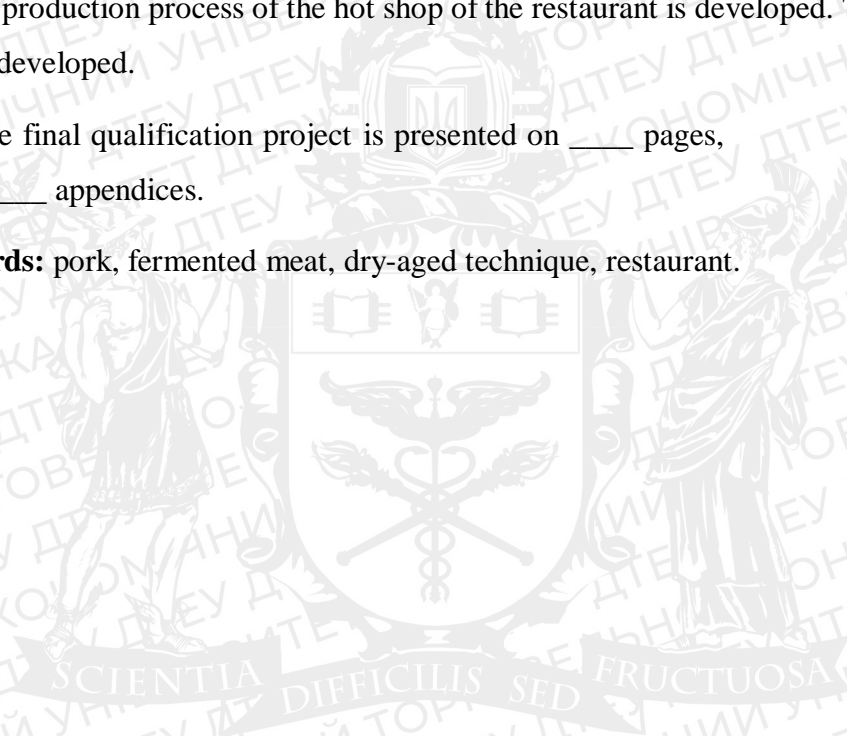 production process of the hot shop of the restaurant is developed.
developed.
e final qualification project is presented on ____ pages,
___ appendices.
rds: pork, fermented meat, dry-aged technique, restaurant.
SCIENTIA DIFFICILIS SED FRUCTUOSA